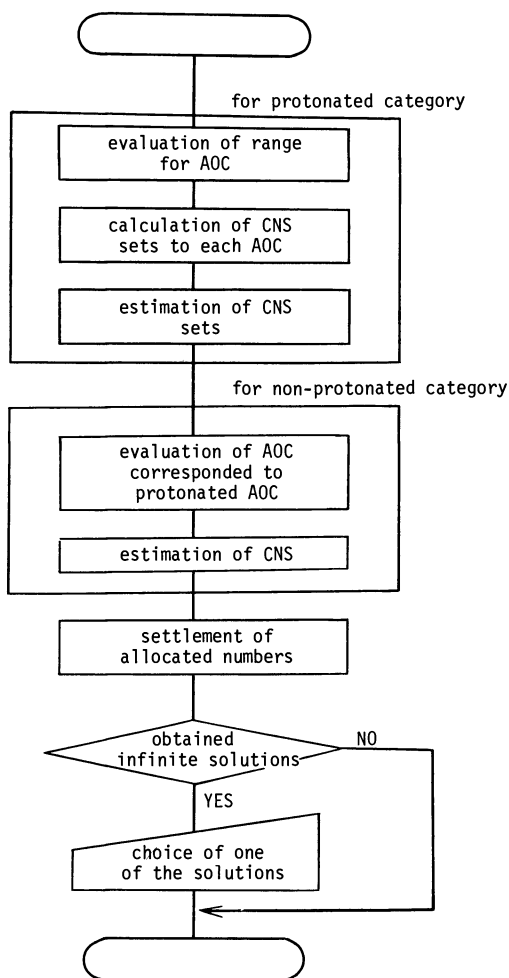 for protonated category
evaluation of range
for AOC
calculation of CNS
sets to each AOC
estimation of CNS
sets
for non-protonated category
evaluation of AOC
corresponded to
protonated AOC
estimation of CNS
settlement of
allocated numbers
obtained
infinite solutions
NO
YES
choice of one
of the solutions